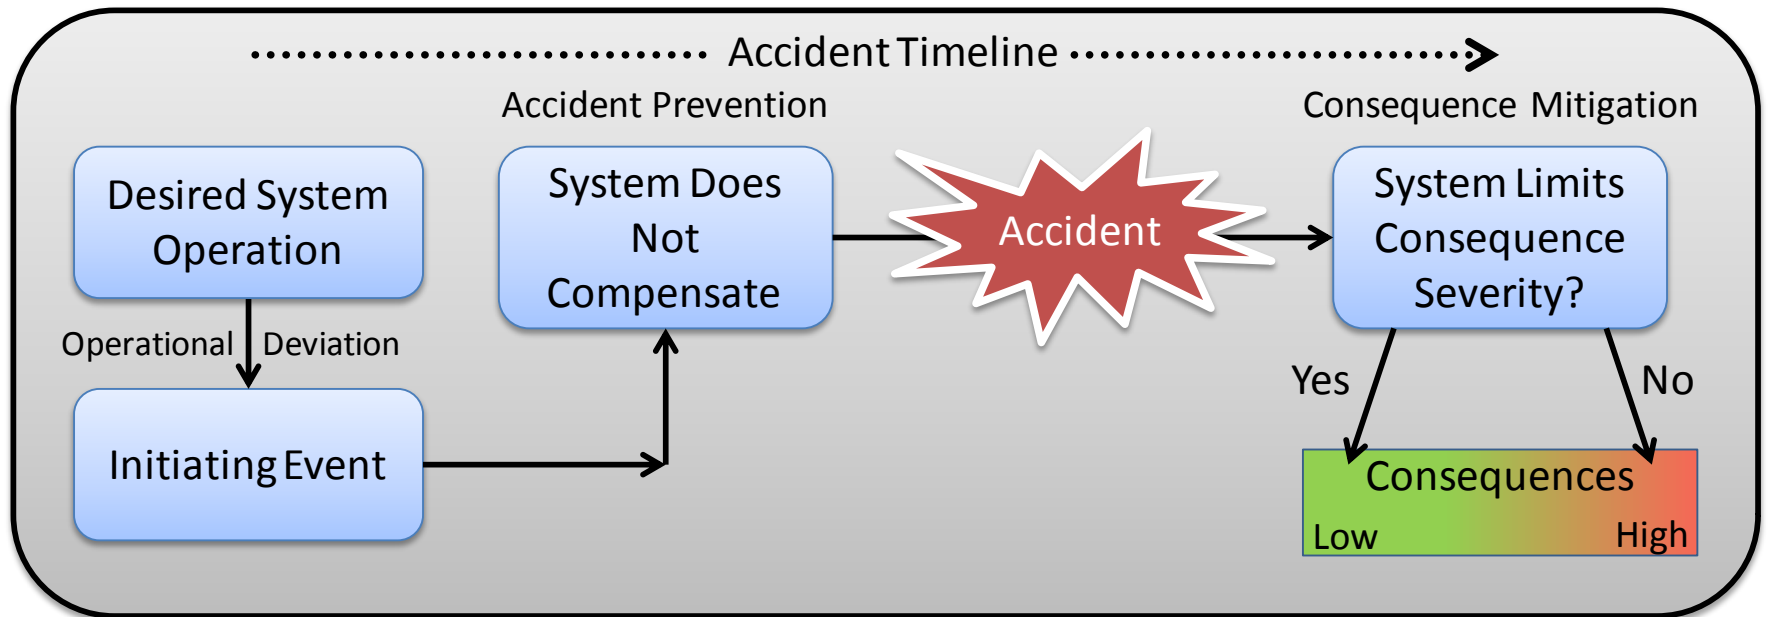 Accident Timeline
Accident Prevention
Consequence Mitigation
Desired System
Operation
System Does
Not
Compensate
Accident
System Limits
Consequence
Severity?
Operational Deviation
Initiating Event
Yes
No
Consequences
Low
High